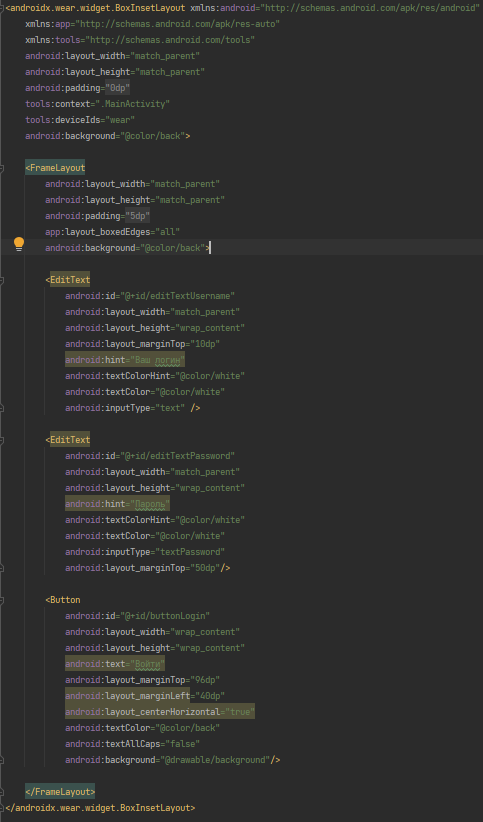 <androidx.wear.widget.BoxInsetLayout xmlns:android="http://schemas.android.com/apk/res/android"
    xmlns:app="http://schemas.android.com/apk/res-auto"
    xmlns:tools="http://schemas.android.com/tools"
    android:layout_width="match_parent"
    android:layout_height="match_parent"
    android:padding="0dp"
    tools:context=".MainActivity"
    tools:deviceIds="wear"
    android:background="@color/back">
    <FrameLayout
        android:layout_width="match_parent"
        android:layout_height="match_parent"
        android:padding="5dp"
        app:layout_boxedEdges="all"
        android:background="@color/back">
        <EditText
            android:id="@+id/editTextUsername"
            android:layout_width="match_parent"
            android:layout_height="wrap_content"
            android:layout_marginTop="10dp"
            android:hint="Ваш логин"
            android:textColorHint="@color/white"
            android:textColor="@color/white"
            android:inputType="text" />
        <EditText
            android:id="@+id/editTextPassword"
            android:layout_width="match_parent"
            android:layout_height="wrap_content"
            android:hint="Пароль"
            android:textColorHint="@color/white"
            android:textColor="@color/white"
            android:inputType="textPassword"
            android:layout_marginTop="50dp"/>
        <Button
            android:id="@+id/buttonLogin"
            android:layout_width="wrap_content"
            android:layout_height="wrap_content"
            android:text="Войти"
            android:layout_marginTop="96dp"
            android:layout_marginLeft="40dp"
            android:layout_centerHorizontal="true"
            android:textColor="@color/back"
            android:textAllCaps="false"
            android:background="@drawable/background"/>
    </FrameLayout>
</androidx.wear.widget.BoxInsetLayout>